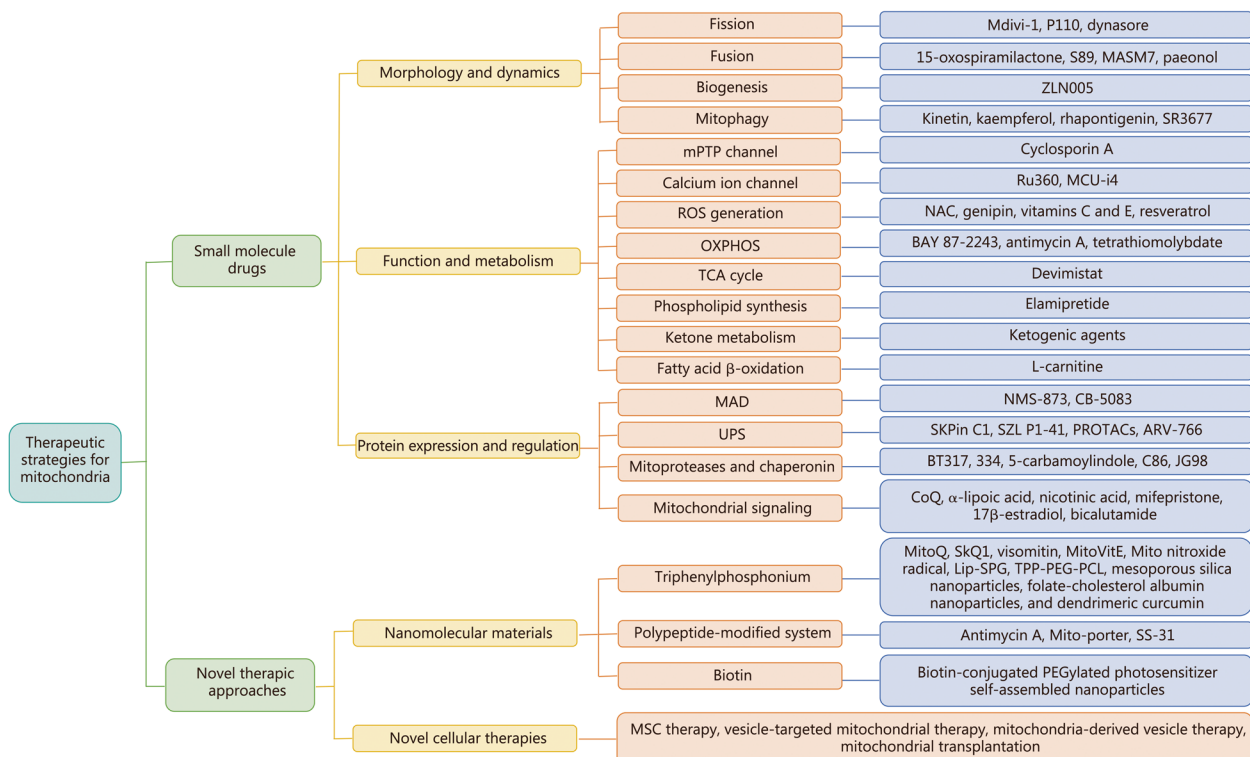 Therapeutic
strategies for
mitochondria
Small molecule
drugs
Morphology and dynamics
Fission
Mdivi-1, P110, dynasore
Fusion
15-oxospiramilactone, S89, MASM7, paeonol
Biogenesis
ZLN005
Mitophagy
Kinetin, kaempferol, rhapontigenin, SR3677
Function and metabolism
mPTP channel
Cyclosporin A
Calcium ion channel
Ru360, MCU-i4
ROS generation
NAC, genipin, vitamins C and E, resveratrol
OXPHOS
BAY 87-2243, antimycin A, tetrathiomolybdate
TCA cycle
Devimistat
Phospholipid synthesis
Elamipretide
Ketone metabolism
Ketogenic agents
Fatty acid β-oxidation
L-carnitine
Protein expression and regulation
MAD
NMS-873, CB-5083
UPS
SKPin C1, SZL P1-41, PROTACs, ARV-766
Mitoproteases and chaperonin
BT317, 334, 5-carbamoylindole, C86, JG98
Mitochondrial signaling
CoQ, α-lipoic acid, nicotinic acid, mifepristone,
17β-estradiol, bicalutamide
Novel therapic
approaches
Nanomolecular materials
Triphenylphosphonium
MitoQ, SkQ1, visomitin, MitoVitE, Mito nitroxide
radical, Lip-SPG, TPP-PEG-PCL, mesoporous silica
nanoparticles, folate-cholesterol albumin
nanoparticles, and dendrimeric curcumin
Polypeptide-modified system
Antimycin A, Mito-porter, SS-31
Biotin
Biotin-conjugated PEGylated photosensitizer
self-assembled nanoparticles
Novel cellular therapies
MSC therapy, vesicle-targeted mitochondrial therapy, mitochondria-derived vesicle therapy,
mitochondrial transplantation